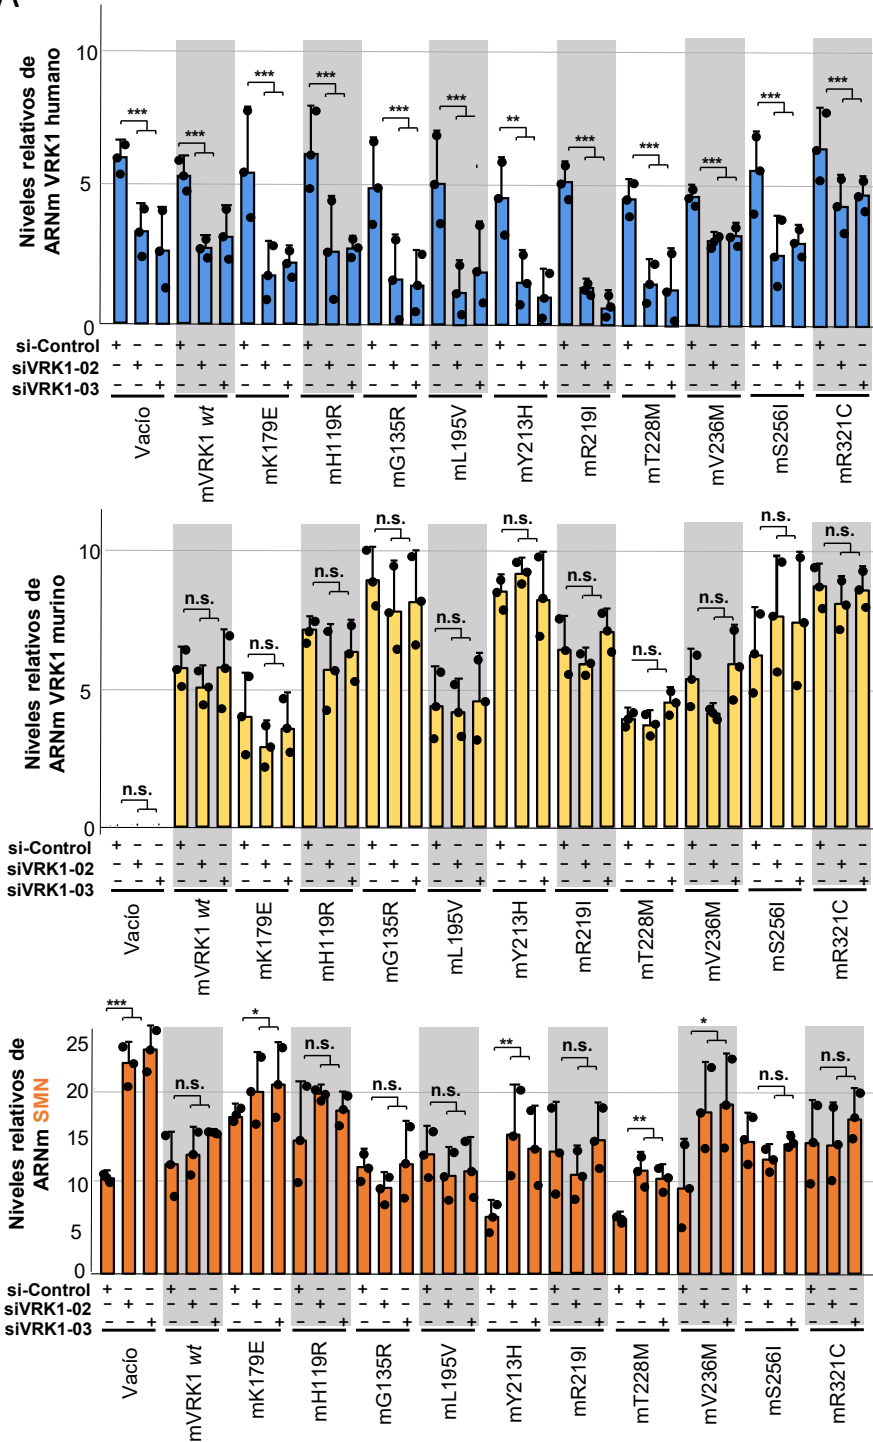 A
Niveles relativos de
ARNm VRK1 humano
10
5
0
*** *** *** *** *** *** ** *** *** *** *** ***
si-Control + - - + - - + - - + - - + - - + - - + - - + - - + - - + - - + - - + - -
siVRK1-02 - + - - + - - + - - + - - + - - + - - + - - + - - + - - + - - + - - + -
siVRK1-03 - - + - - + - - + - - + - - + - - + - - + - - + - - + - - + - - + - - +
Vacío mVRK1 wt mK179E mH119R mG135R mL195V mY213H mR219I mT228M mV236M mS256I mR321C
Niveles relativos de
ARNm VRK1 murino
10
5
0
n.s. n.s. n.s. n.s. n.s. n.s. n.s. n.s. n.s. n.s. n.s. n.s.
si-Control + - - + - - + - - + - - + - - + - - + - - + - - + - - + - - + - - + - -
siVRK1-02 - + - - + - - + - - + - - + - - + - - + - - + - - + - - + - - + - - + -
siVRK1-03 - - + - - + - - + - - + - - + - - + - - + - - + - - + - - + - - + - - +
Vacío mVRK1 wt mK179E mH119R mG135R mL195V mY213H mR219I mT228M mV236M mS256I mR321C
Niveles relativos de
ARNm SMN
25
20
15
10
5
0
*** n.s. * n.s. n.s. n.s. ** n.s. ** * n.s. n.s.
si-Control + - - + - - + - - + - - + - - + - - + - - + - - + - - + - - + - - + - -
siVRK1-02 - + - - + - - + - - + - - + - - + - - + - - + - - + - - + - - + - - + -
siVRK1-03 - - + - - + - - + - - + - - + - - + - - + - - + - - + - - + - - + - - +
Vacío mVRK1 wt mK179E mH119R mG135R mL195V mY213H mR219I mT228M mV236M mS256I mR321C